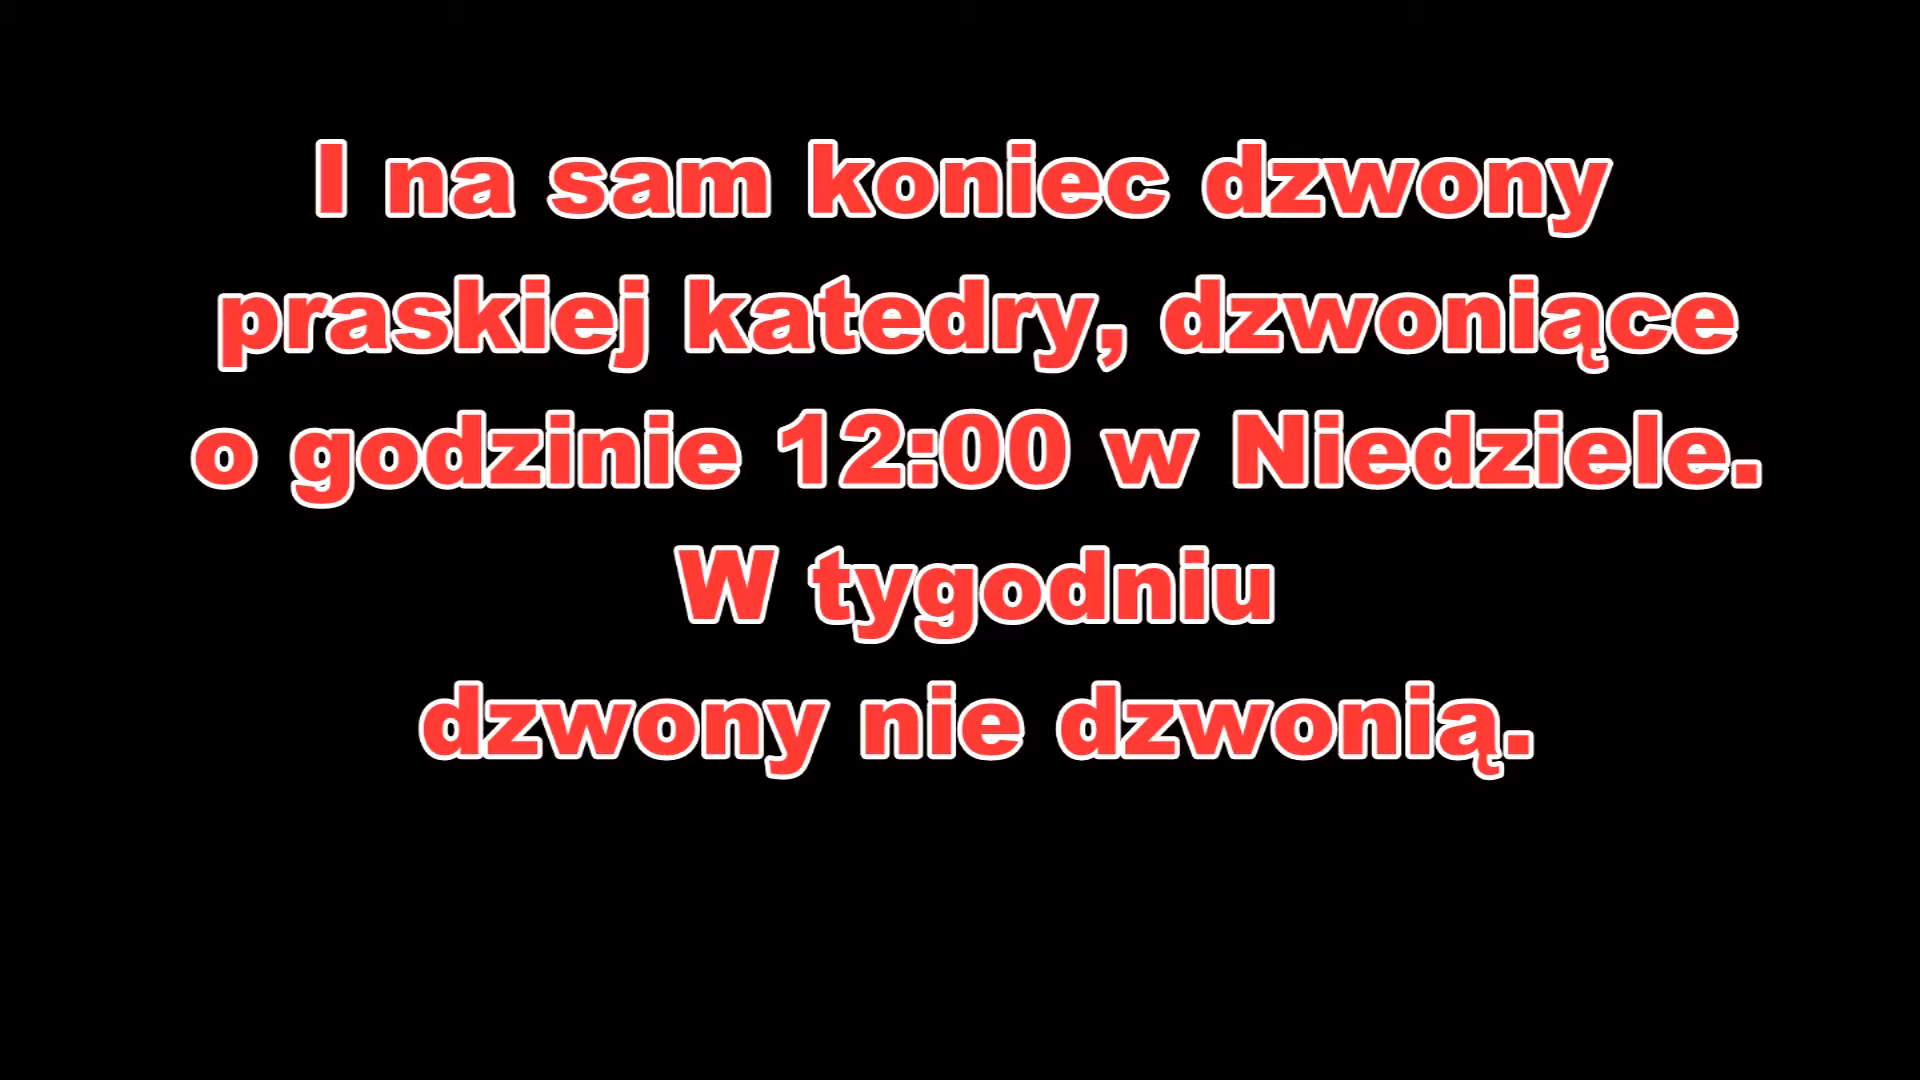 I na sam koniec dzwony
praskiej katedry, dzwoniące
o godzinie 12:00 w Niedziele.
W tygodniu
dzwony nie dzwonią.